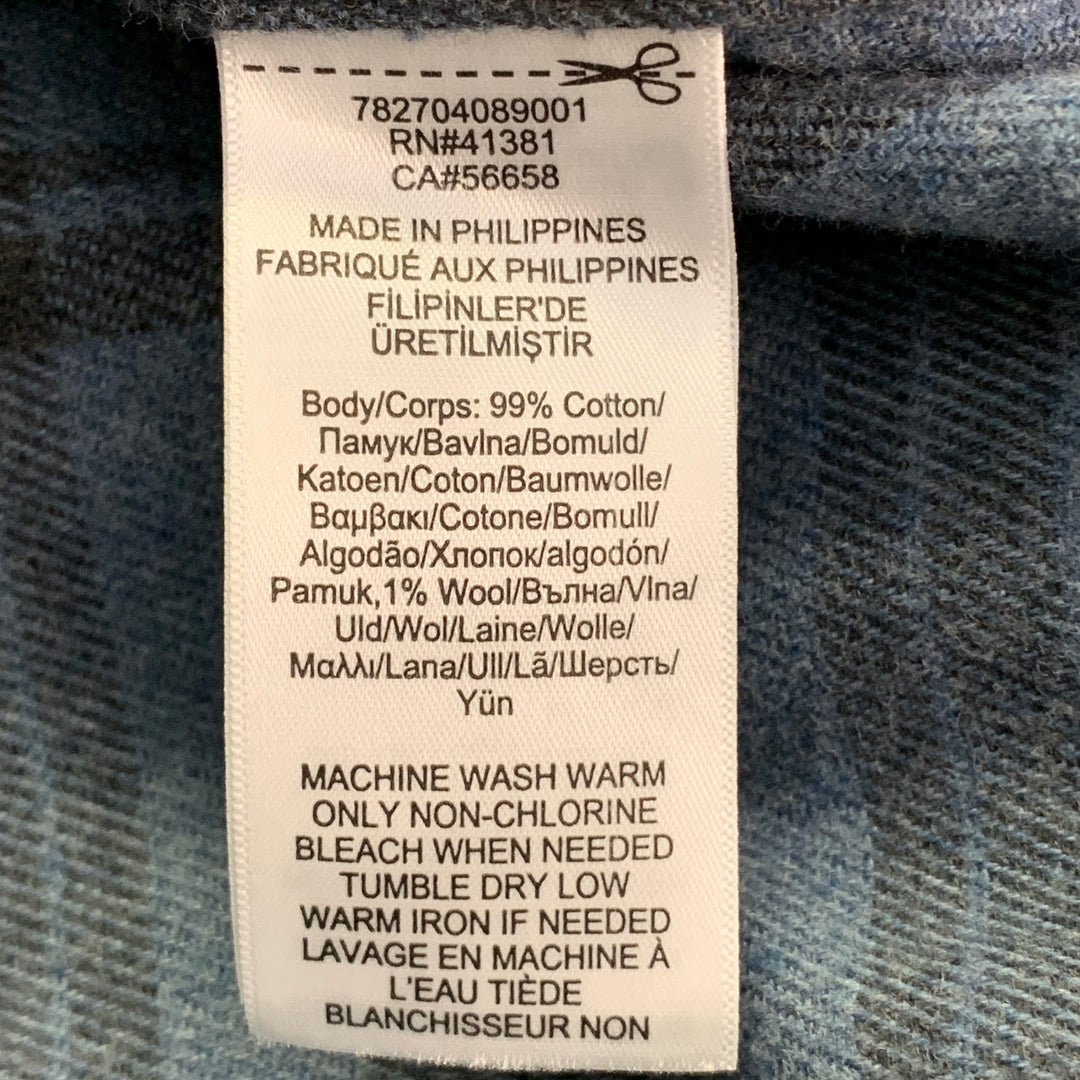 782704089001
RN#41381
CA#56658
MADE IN PHILIPPINES
FABRIQUÉ AUX PHILIPPINES
FİLİPİNLER'DE
ÜRETİLMİŞTİR
Body/Corps: 99% Cotton/
Памук/Bavlna/Bomuld/
Katoen/Coton/Baumwolle/
Βαμβακι/Cotone/Bomull/
Algodão/Хлопок/algodón/
Pamuk,1% Wool/Вълна/Vlna/
Uld/Wol/Laine/Wolle/
Μαλλι/Lana/Ull/Lã/Шерсть/
Yün
MACHINE WASH WARM
ONLY NON-CHLORINE
BLEACH WHEN NEEDED
TUMBLE DRY LOW
WARM IRON IF NEEDED
LAVAGE EN MACHINE À
L'EAU TIÈDE
BLANCHISSEUR NON